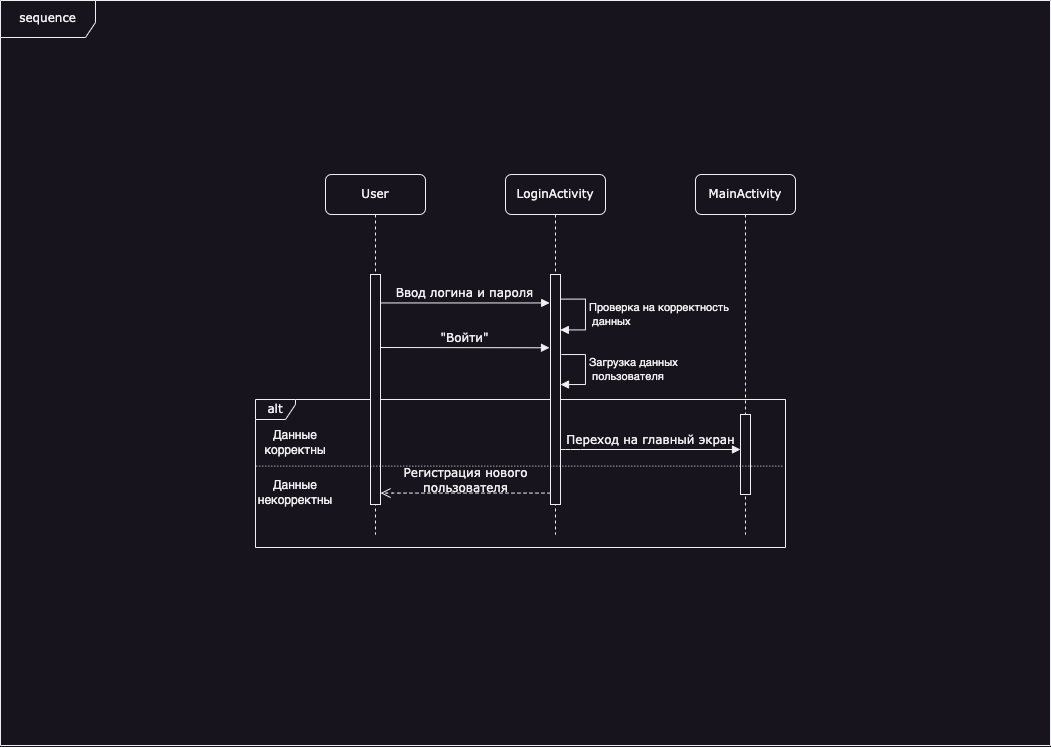 sequence
User
LoginActivity
MainActivity
Ввод логина и пароля
Проверка на корректность
данных
"Войти"
Загрузка данных
пользователя
alt
Данные
корректны
Переход на главный экран
Регистрация нового
пользователя
Данные
некорректны